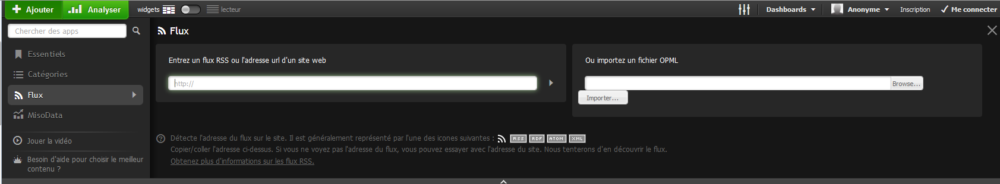 Ajouter
Analyser
widgets
lecteur
Dashboards
Anonyme
Inscription
Me connecter
Chercher des apps
Essentiels
Catégories
Flux
MisoData
Jouer la vidéo
Besoin d'aide pour choisir le meilleur
contenu ?
Flux
Entrez un flux RSS ou l'adresse url d'un site web
http://
Ou importez un fichier OPML
Browse...
Importer...
Détecte l'adresse du flux sur le site. Il est généralement représenté par l'une des icones suivantes : RSS RDF ATOM XML
Copier/coller l'adresse ci-dessus. Si vous ne voyez pas l'adresse du flux, vous pouvez essayer avec l'adresse du site. Nous tenterons d'en découvrir le flux.
Obtenez plus d'informations sur les flux RSS.